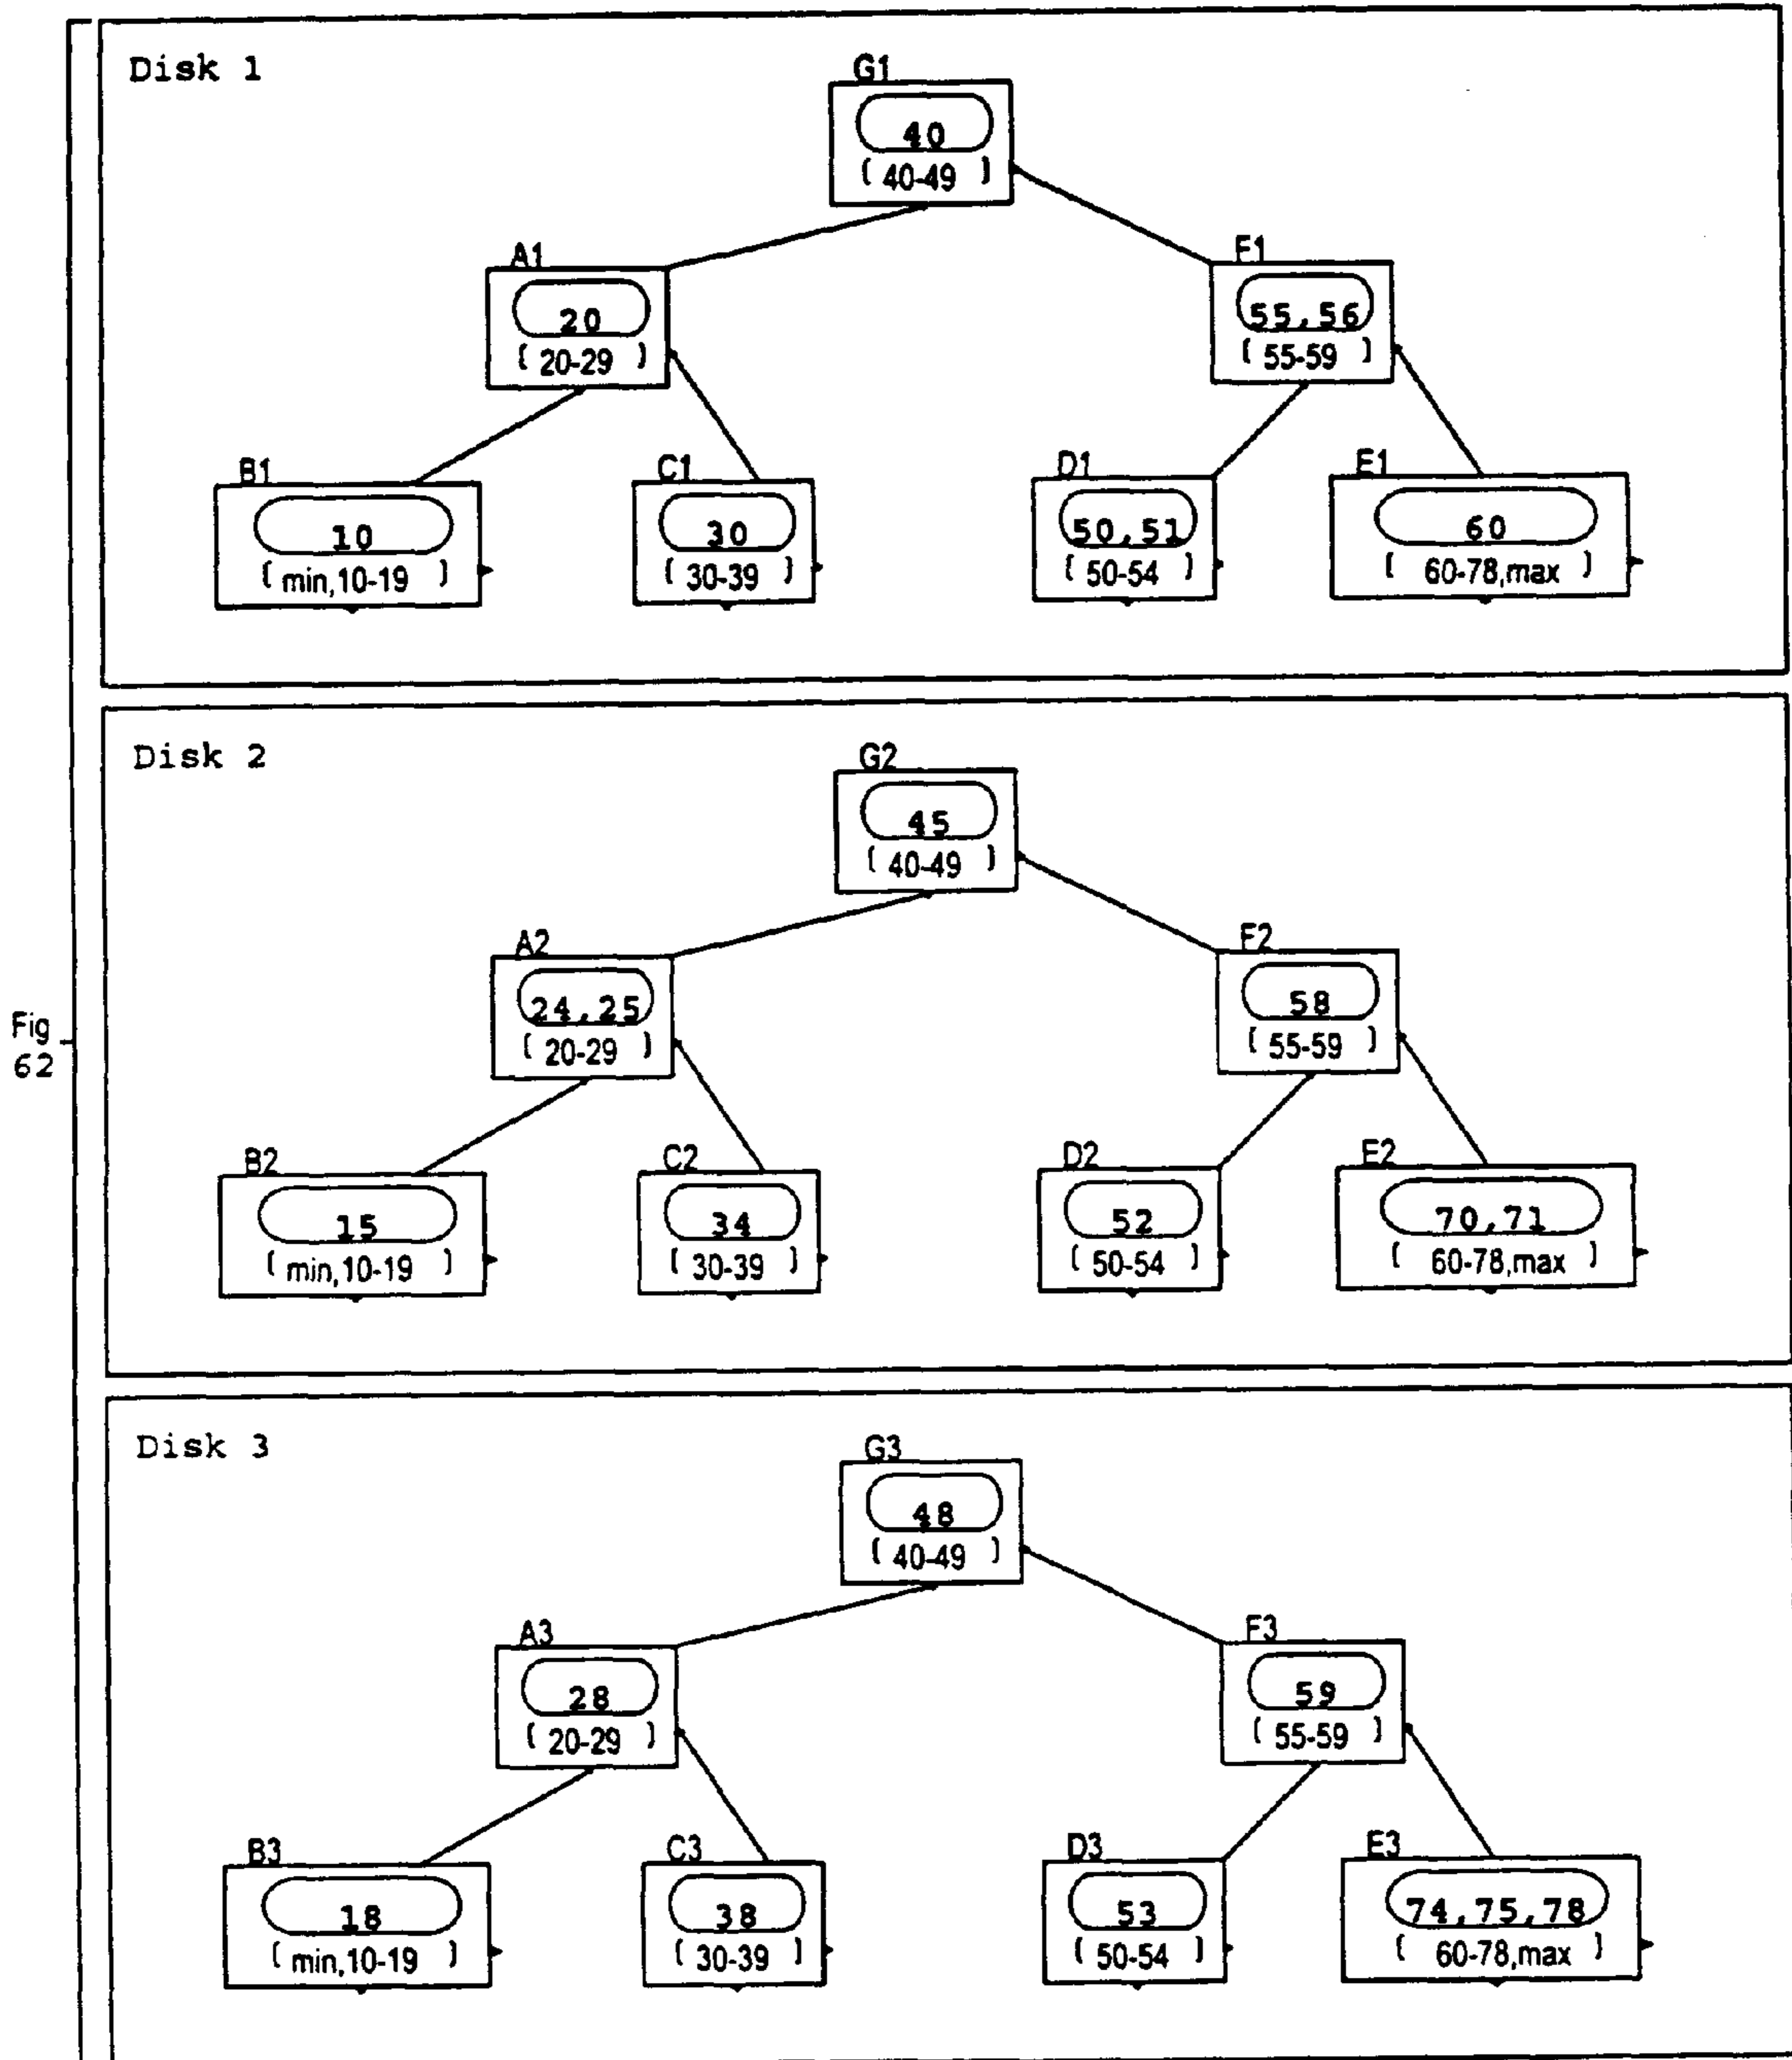 Disk 1
G1
40
[ 40-49 ]
A1
20
[ 20-29 ]
F1
55,56
[ 55-59 ]
B1
10
[ min,10-19 ]
C1
30
[ 30-39 ]
D1
50,51
[ 50-54 ]
E1
60
[ 60-78,max ]
Disk 2
G2
45
[ 40-49 ]
A2
24,25
[ 20-29 ]
F2
58
[ 55-59 ]
Fig
62
B2
15
[ min,10-19 ]
C2
34
[ 30-39 ]
D2
52
[ 50-54 ]
E2
70,71
[ 60-78,max ]
Disk 3
G3
48
[ 40-49 ]
A3
28
[ 20-29 ]
F3
59
[ 55-59 ]
B3
18
[ min,10-19 ]
C3
38
[ 30-39 ]
D3
53
[ 50-54 ]
E3
74,75,78
[ 60-78,max ]